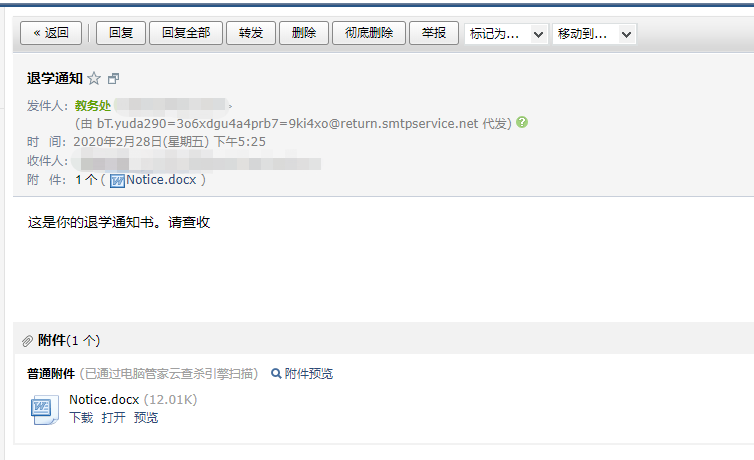 « 返回 回复 回复全部 转发 删除 彻底删除 举报 标记为... 移动到...
退学通知
发件人: 教务处
(由 bT.yuda290=3o6xdgu4a4prb7=9ki4xo@return.smtpservice.net 代发) ?
时 间: 2020年2月28日(星期五) 下午5:25
收件人:
附 件: 1 个 ( Notice.docx )
这是你的退学通知书。请查收
附件(1 个)
普通附件 (已通过电脑管家云查杀引擎扫描) 附件预览
Notice.docx (12.01K)
下载 打开 预览